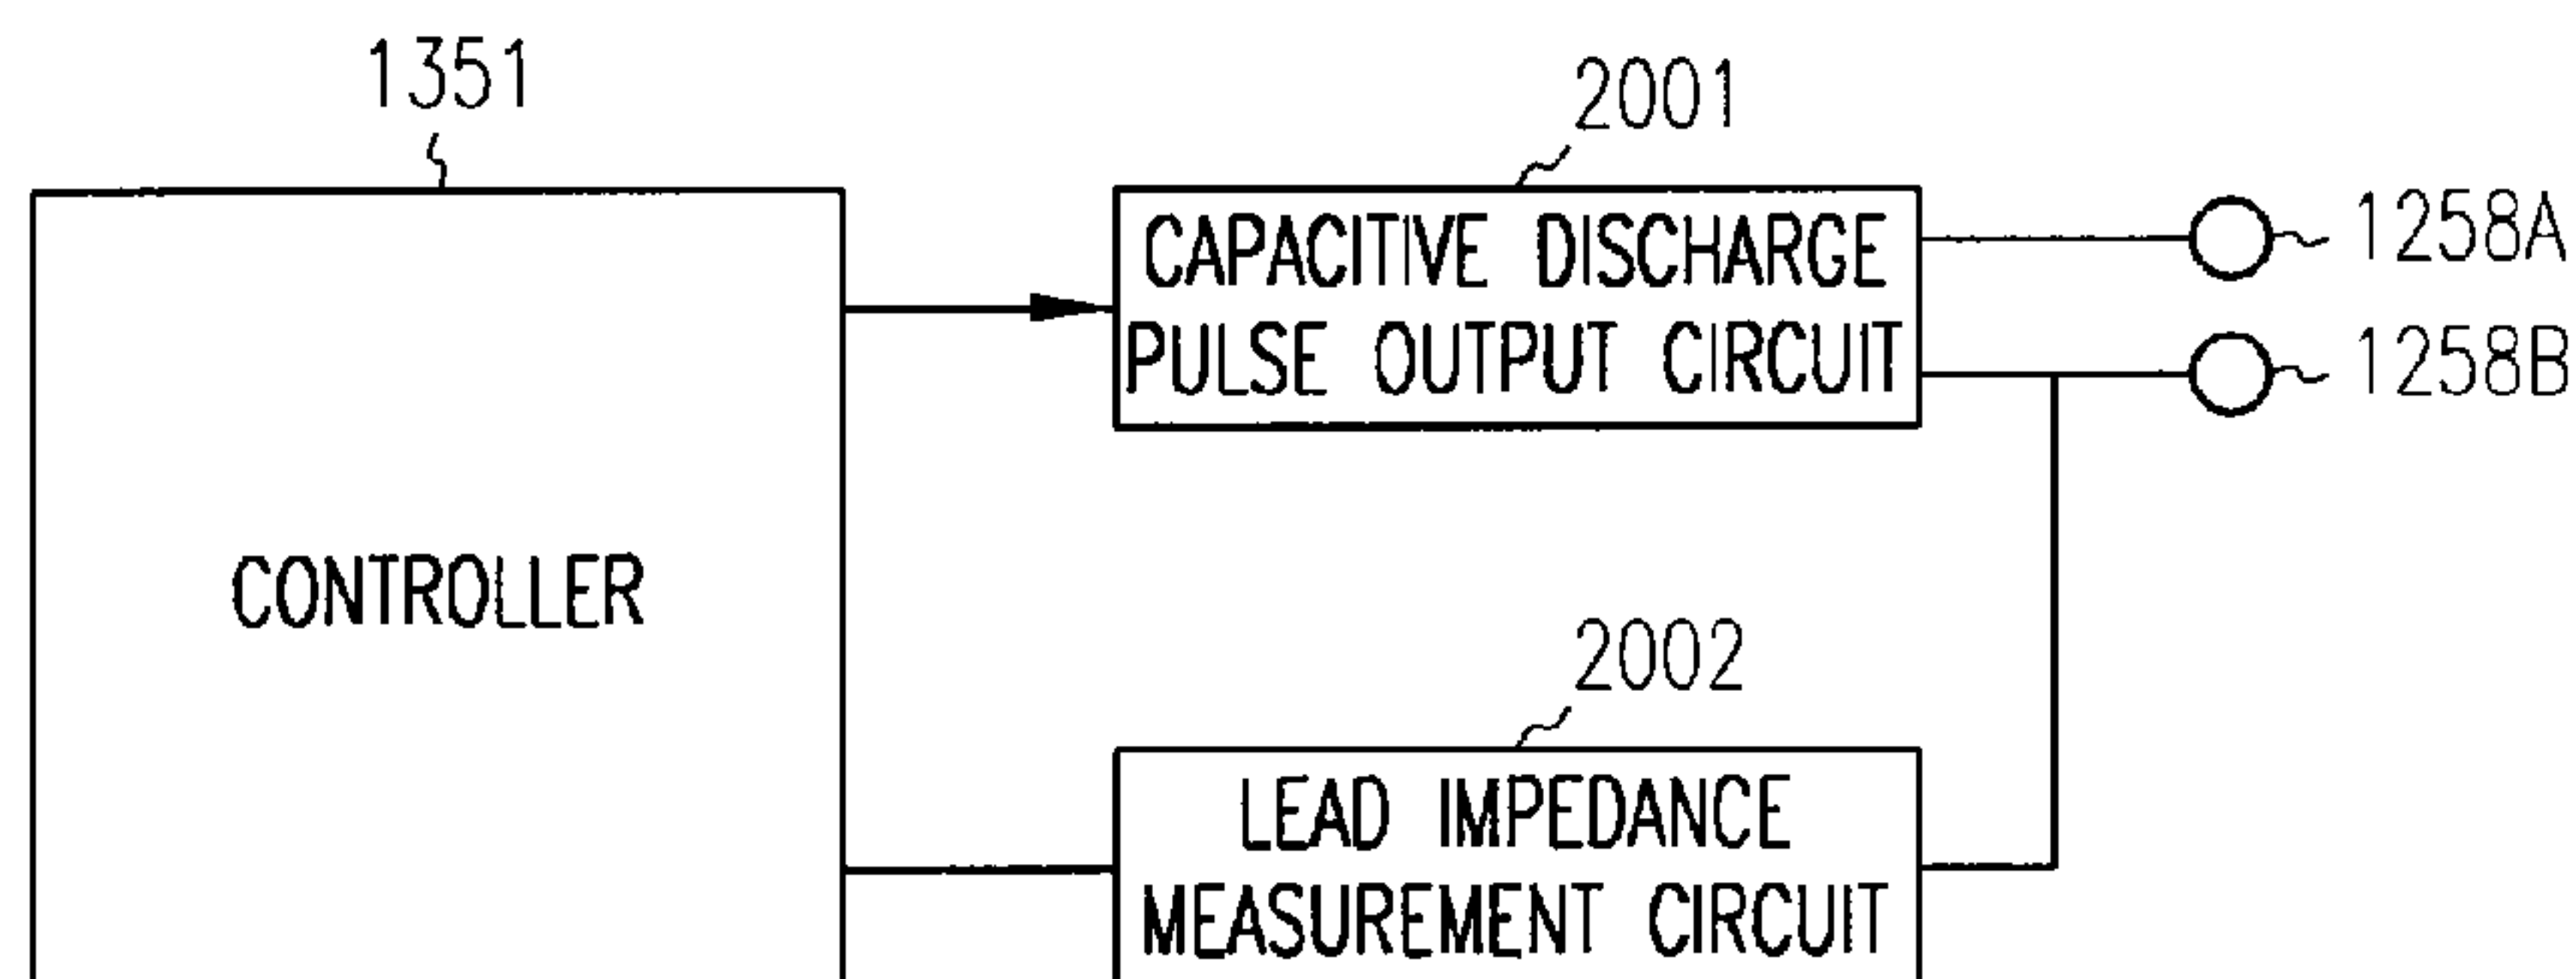 1351
2001
CAPACITIVE DISCHARGE
PULSE OUTPUT CIRCUIT
1258A
1258B
CONTROLLER
2002
LEAD IMPEDANCE
MEASUREMENT CIRCUIT